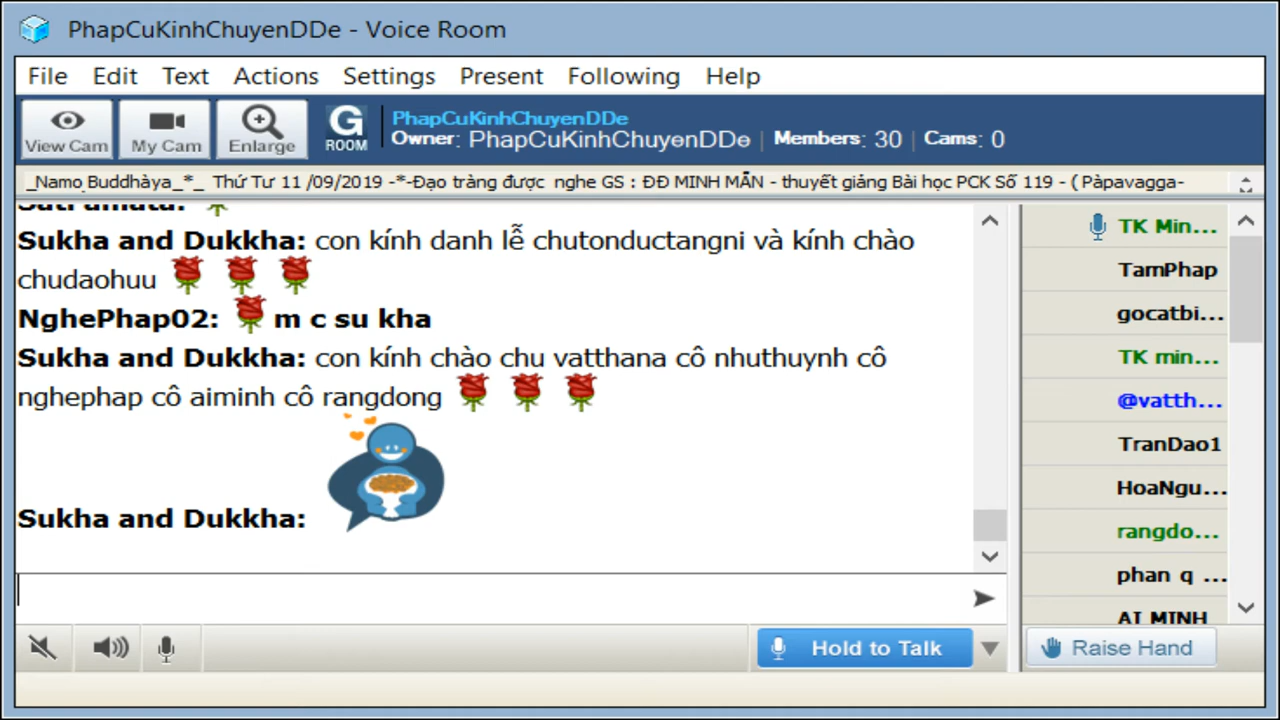 PhapCuKinhChuyenDDe - Voice Room
File Edit Text Actions Settings Present Following Help
View Cam My Cam Enlarge G ROOM
PhapCuKinhChuyenDDe
Owner: PhapCuKinhChuyenDDe | Members: 30 | Cams: 0
_Namo_Buddhàya_*_ Thứ Tư 11 /09/2019 -*-Đạo tràng được nghe GS : ĐĐ MINH MẪN - thuyết giảng Bài học PCK Số 119 - ( Pàpavagga-
Sati amata:
Sukha and Dukkha: con kính danh lễ chutonductangni và kính chào
chudaohuu
NghePhap02: m c su kha
Sukha and Dukkha: con kính chào chu vatthana cô nhuthuynh cô
nghephap cô aiminh cô rangdong
Sukha and Dukkha:
TK Min...
TamPhap
gocatbi...
TK min...
@vatth...
TranDao1
HoaNgu...
rangdo...
phan q ...
AI MINH
Hold to Talk
Raise Hand